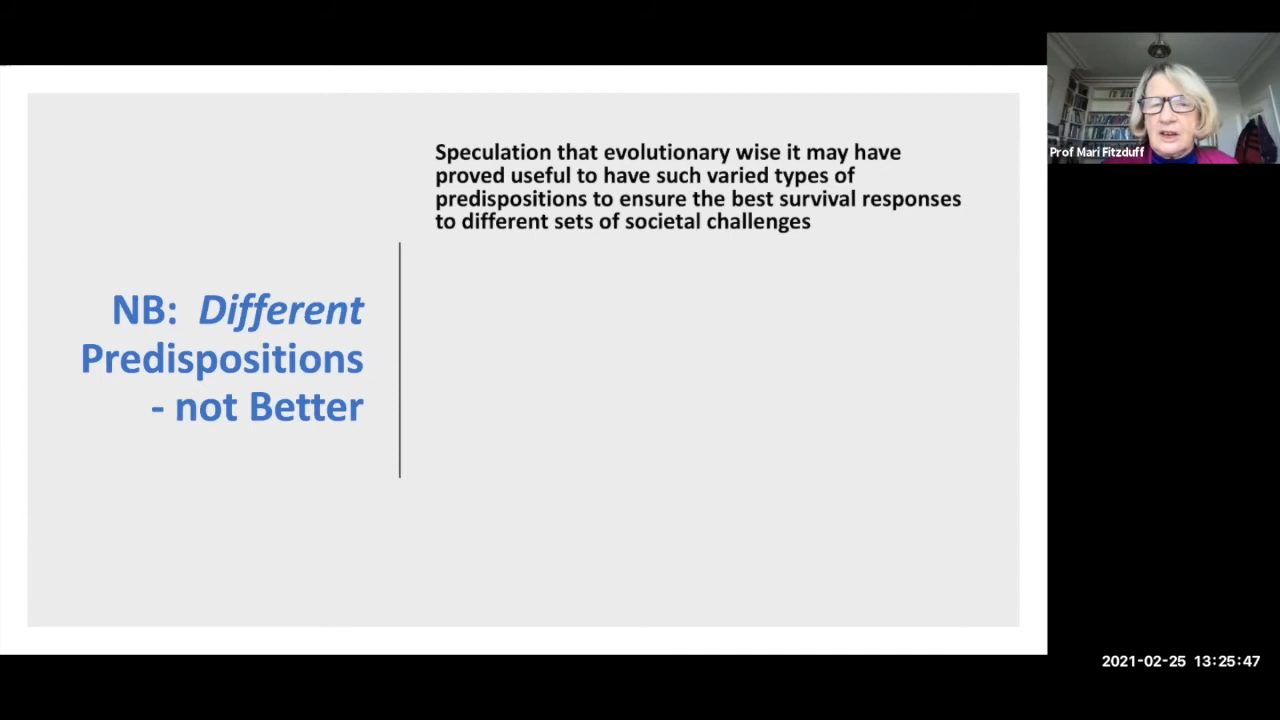 Prof Mari Fitzduff
Speculation that evolutionary wise it may have
proved useful to have such varied types of
predispositions to ensure the best survival responses
to different sets of societal challenges
NB: Different
Predispositions
- not Better
2021-02-25 13:25:47